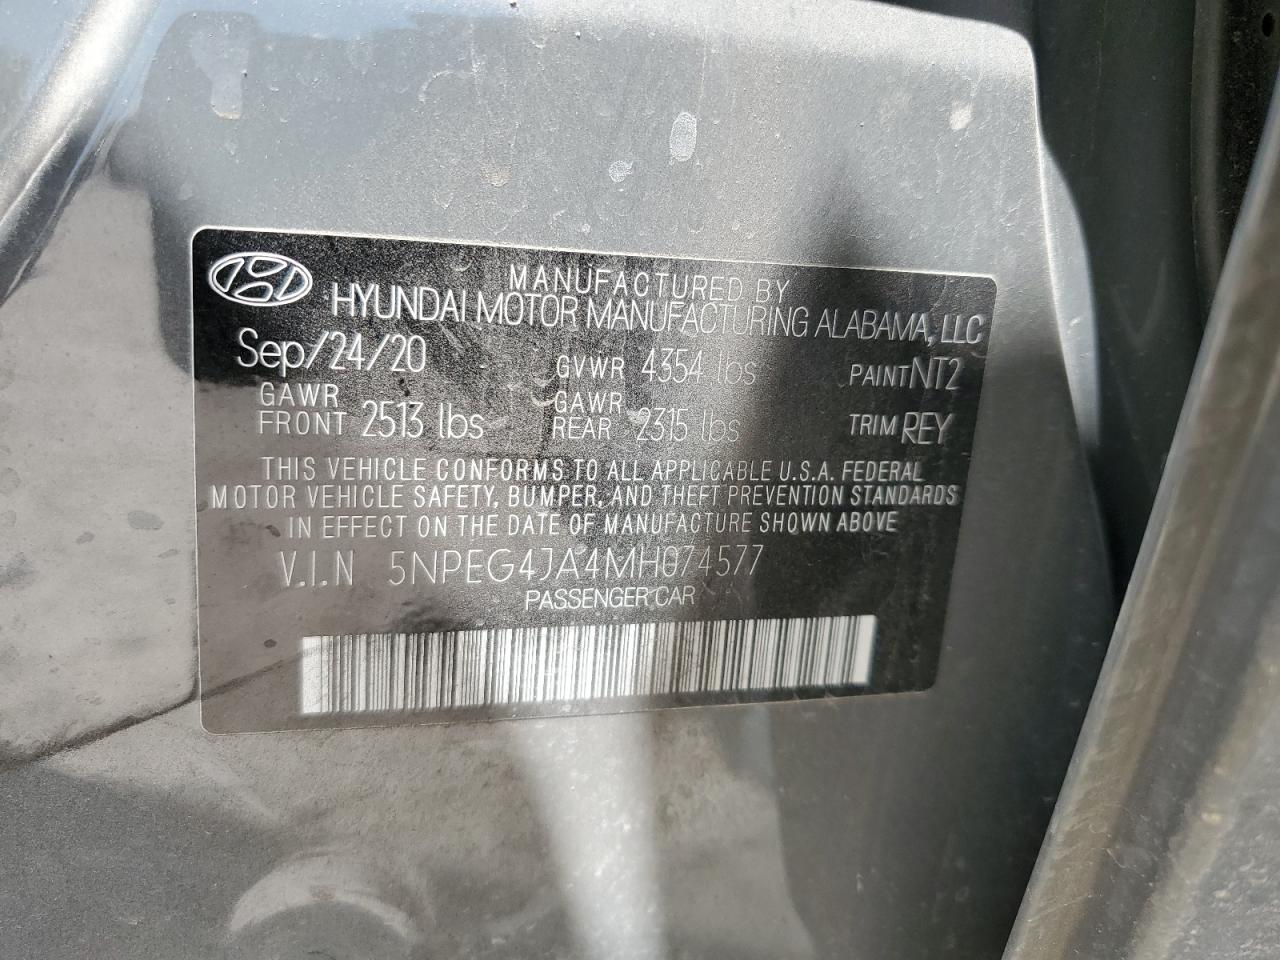 MANUFACTURED BY
HYUNDAI MOTOR MANUFACTURING ALABAMA, LLC
Sep/24/20 GVWR 4354 lbs PAINT NT2
GAWR FRONT 2513 lbs GAWR REAR 2315 lbs TRIM REY
THIS VEHICLE CONFORMS TO ALL APPLICABLE U.S.A. FEDERAL
MOTOR VEHICLE SAFETY, BUMPER, AND THEFT PREVENTION STANDARDS
IN EFFECT ON THE DATE OF MANUFACTURE SHOWN ABOVE
V.I.N 5NPEG4JA4MH074577
PASSENGER CAR